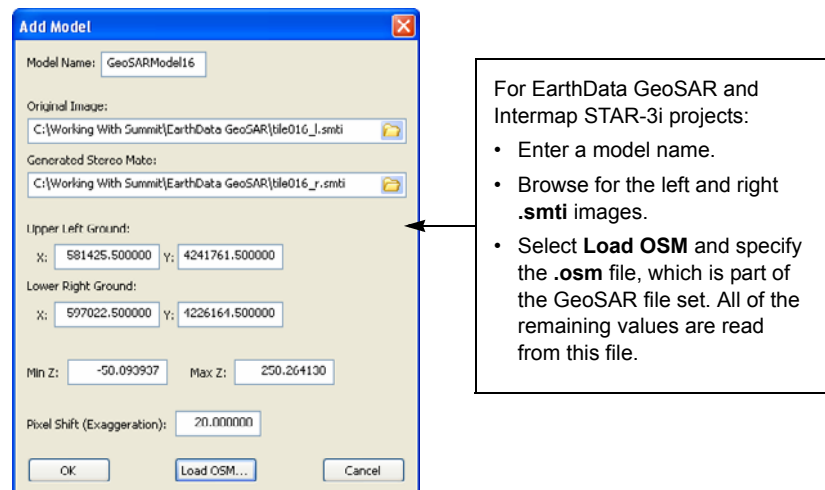 Add Model
Model Name: GeoSARModel16
Original Image:
C:\Working With Summit\EarthData GeoSAR\tile016_l.smti
Generated Stereo Mate:
C:\Working With Summit\EarthData GeoSAR\tile016_r.smti
Upper Left Ground:
X: 581425.500000 Y: 4241761.500000
Lower Right Ground:
X: 597022.500000 Y: 4226164.500000
Min Z: -50.093937 Max Z: 250.264130
Pixel Shift (Exaggeration): 20.000000
OK Load OSM... Cancel
For EarthData GeoSAR and
Intermap STAR-3i projects:
• Enter a model name.
• Browse for the left and right
.smti images.
• Select Load OSM and specify
the .osm file, which is part of
the GeoSAR file set. All of the
remaining values are read
from this file.